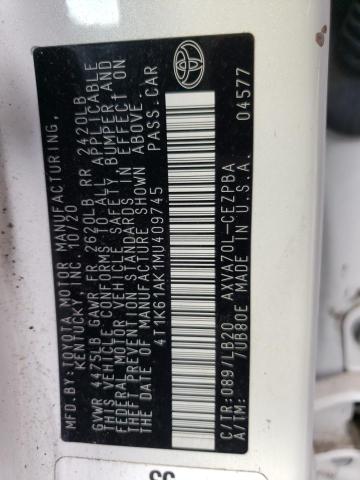 MFD. BY: TOYOTA MOTOR MANUFACTURING,
KENTUCKY, INC. 10/20
GVWR 4475LB GAWR FR 2620LB RR 2420LB
THIS VEHICLE CONFORMS TO ALL APPLICABLE
FEDERAL MOTOR VEHICLE SAFETY, BUMPER AND
THEFT PREVENTION STANDARDS IN EFFECT ON
THE DATE OF MANUFACTURE SHOWN ABOVE.
4T1K61AK1MU409745 PASS.CAR
C/TR:089/LB20 AXVA70L-CEZPBA
A/TM: 7UB80E MADE IN U.S.A. 04577